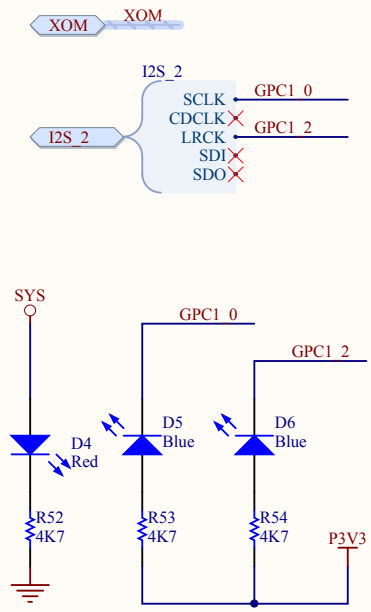 XOM
XOM
I2S_2
SCLK
GPC1_0
CDCLK
I2S_2
LRCK
GPC1_2
SDI
SDO
SYS
GPC1_0
GPC1_2
D4
Red
D5
Blue
D6
Blue
R52
4K7
R53
4K7
R54
4K7
P3V3